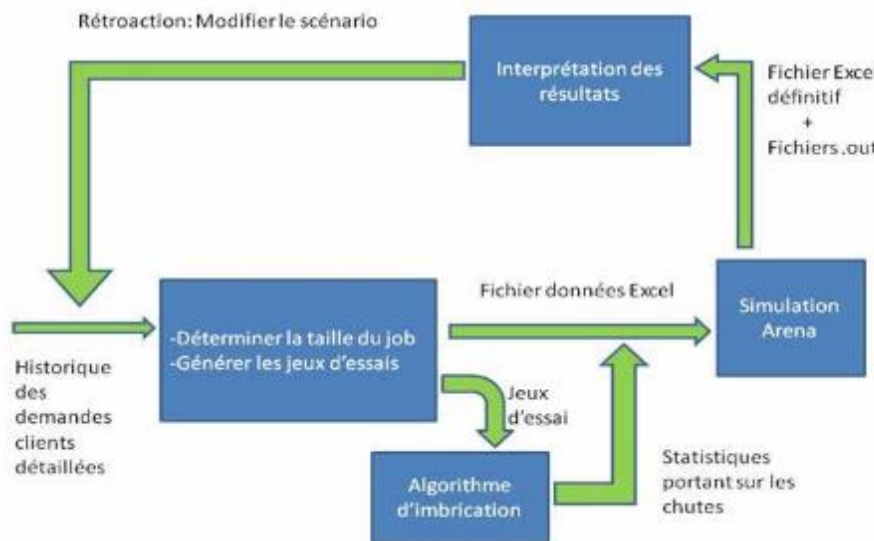 Rétroaction: Modifier le scénario
Interprétation des
résultats
Fichier Exce
définitif
+
Fichiers .out
-Déterminer la taille du job
-Générer les jeux d'essais
Fichier données Excel
Simulation
Arena
Historique
des
demandes
clients
détaillées
Jeux
d'essai
Algorithme
d'imbrication
Statistiques
portant sur les
chutes